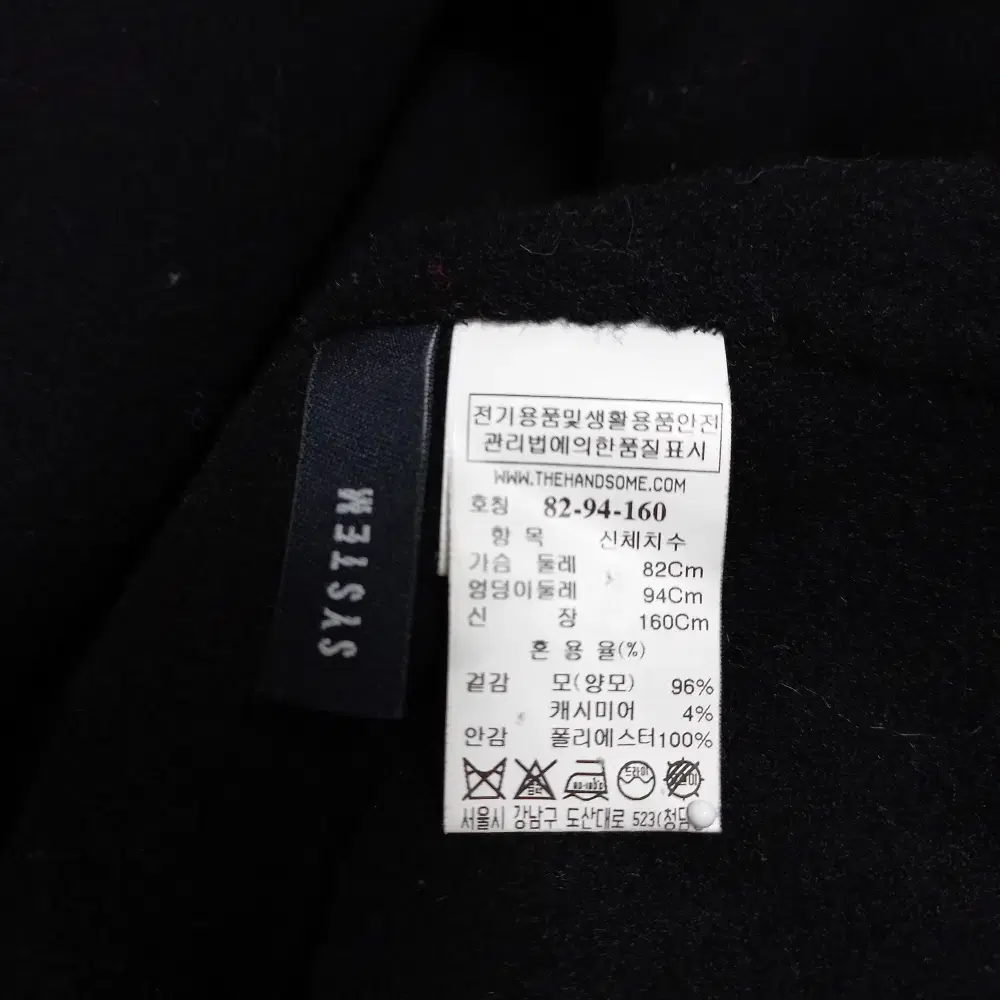 SYSTEM
전기용품및생활용품안전
관리법에의한품질표시
WWW.THEHANDSOME.COM
호칭 82-94-160
항 목 신체치수
가슴 둘레 82Cm
엉덩이둘레 94Cm
신 장 160Cm
혼 용 율(%)
겉감 모(양모) 96%
캐시미어 4%
안감 폴리에스터100%
드라이
서울시 강남구 도산대로 523(청담